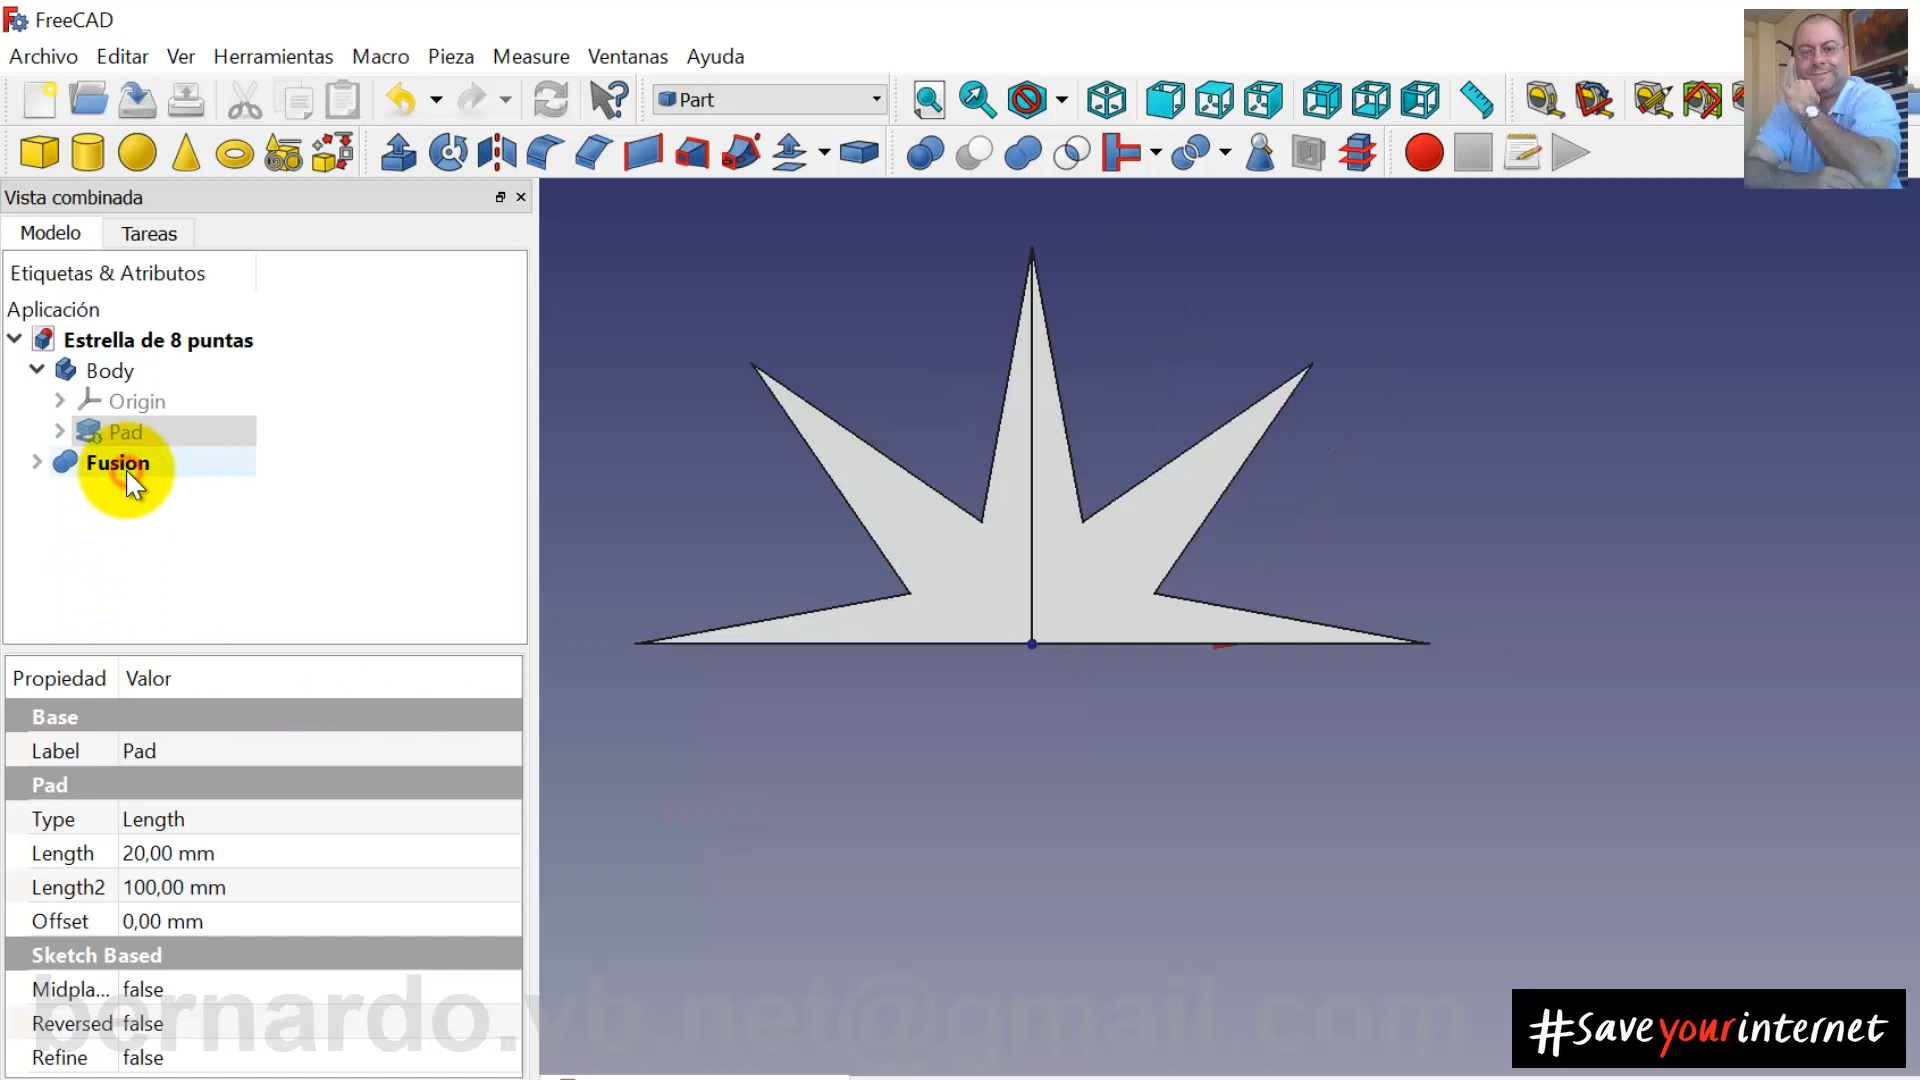 FreeCAD
Archivo Editar Ver Herramientas Macro Pieza Measure Ventanas Ayuda
Part
Vista combinada
Modelo Tareas
Etiquetas & Atributos
Aplicación
Estrella de 8 puntas
Body
Origin
Pad
Fusion
Propiedad Valor
Base
Label Pad
Pad
Type Length
Length 20,00 mm
Length2 100,00 mm
Offset 0,00 mm
Sketch Based
Midpla... false
Reversed false
Refine false
bernardo.vb.net@gmail.com
#Saveyourinternet